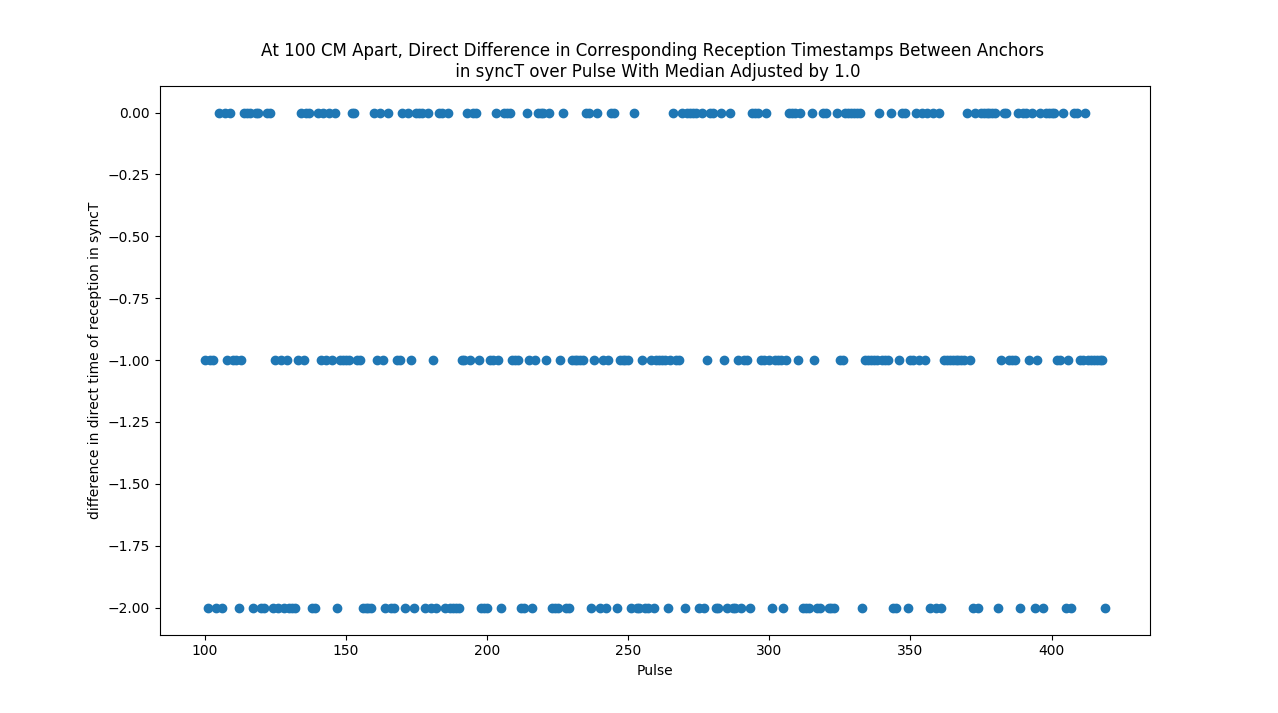 At 100 CM Apart, Direct Difference in Corresponding Reception Timestamps Between Anchors
in syncT over Pulse With Median Adjusted by 1.0
difference in direct time of reception in syncT
0.00
−0.25
−0.50
−0.75
−1.00
−1.25
−1.50
−1.75
−2.00
100 150 200 250 300 350 400
Pulse